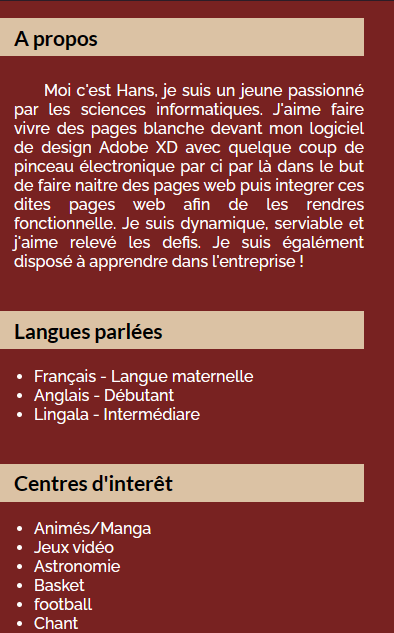 A propos
Moi c'est Hans, je suis un jeune passionné
par les sciences informatiques. J'aime faire
vivre des pages blanche devant mon logiciel
de design Adobe XD avec quelque coup de
pinceau électronique par ci par là dans le but
de faire naitre des pages web puis integrer ces
dites pages web afin de les rendres
fonctionnelle. Je suis dynamique, serviable et
j'aime relevé les defis. Je suis également
disposé à apprendre dans l'entreprise !
Langues parlées
• Français - Langue maternelle
• Anglais - Débutant
• Lingala - Intermédiare
Centres d'interêt
• Animés/Manga
• Jeux vidéo
• Astronomie
• Basket
• football
• Chant